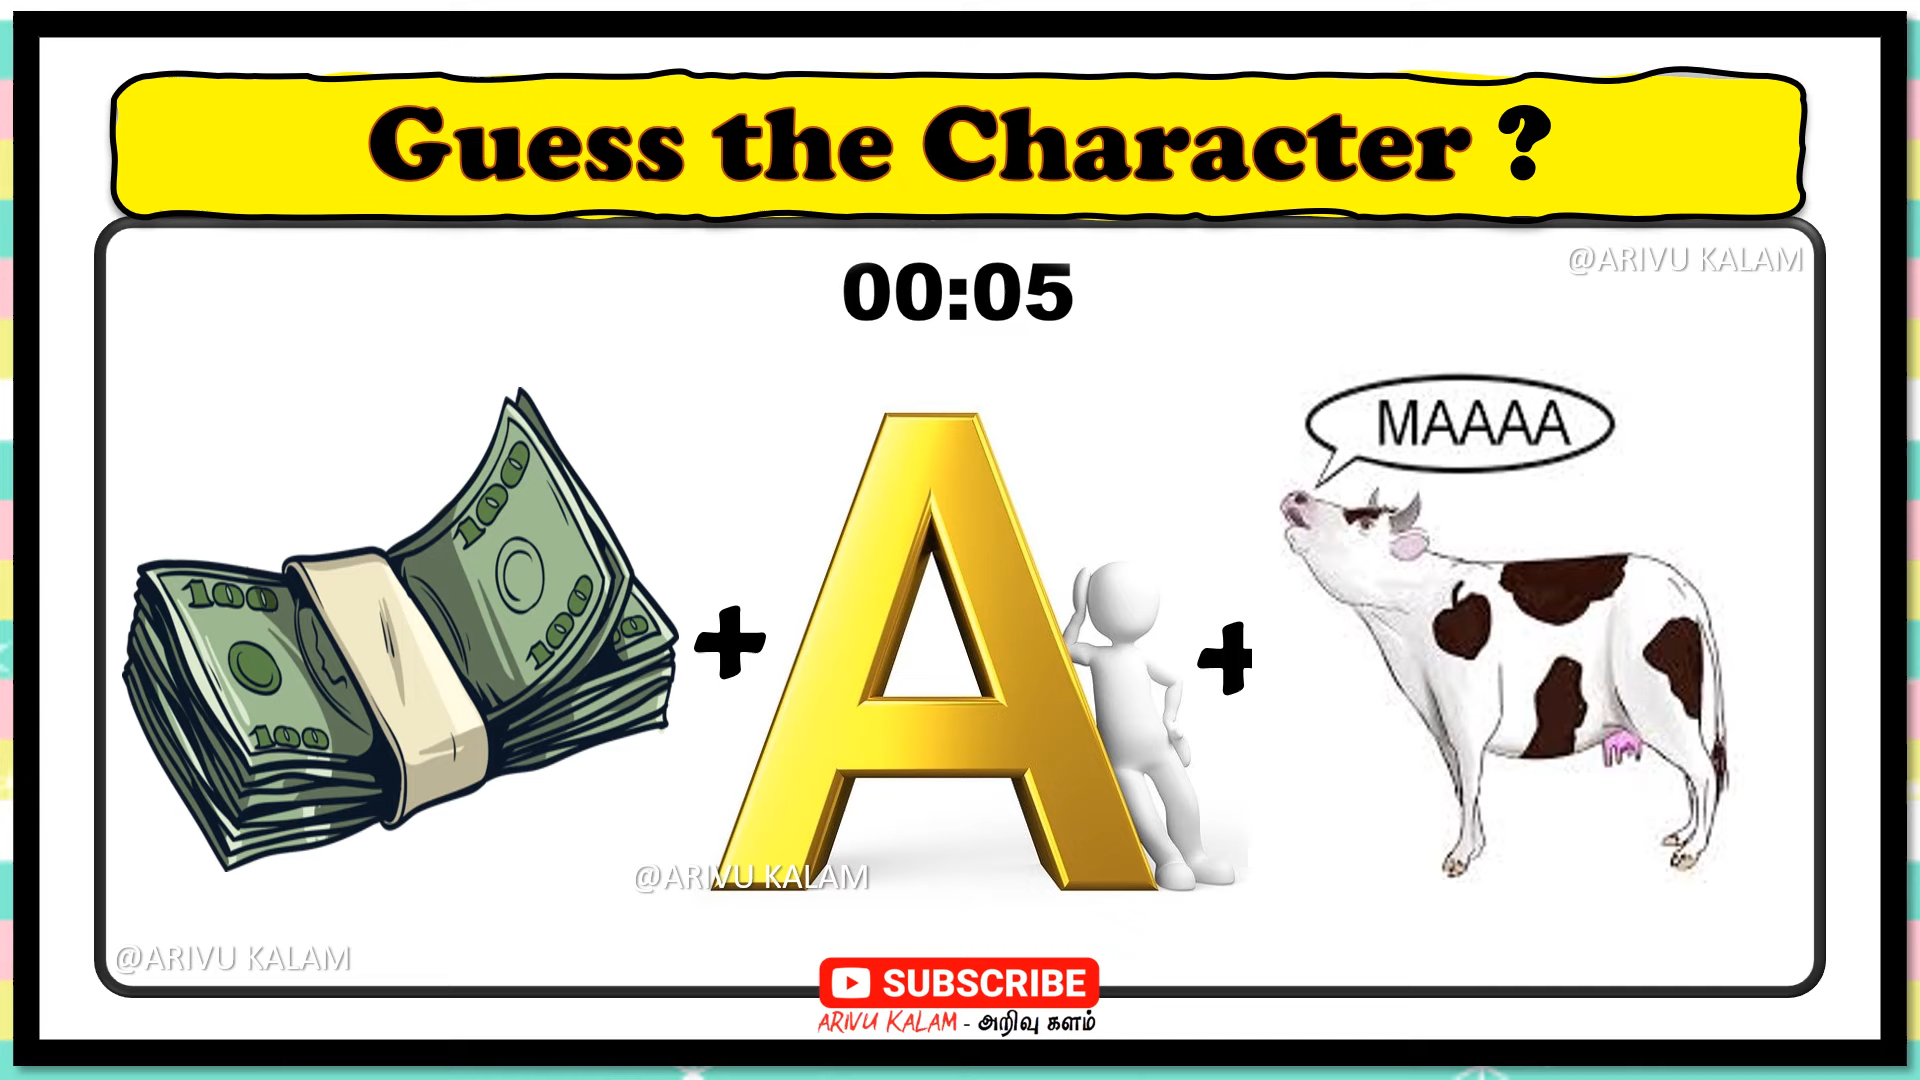 Guess the Character ?
@ARIVU KALAM
00:05
MAAAA
100
100
100
100
00
A
@ARIVU KALAM
@ARIVU KALAM
SUBSCRIBE
ARIVU KALAM - அறிவு களம்